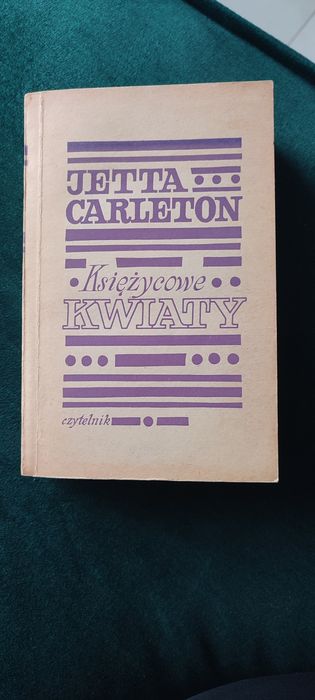 JETTA
CARLETON
Księżycowe
KWIATY
czytelnik